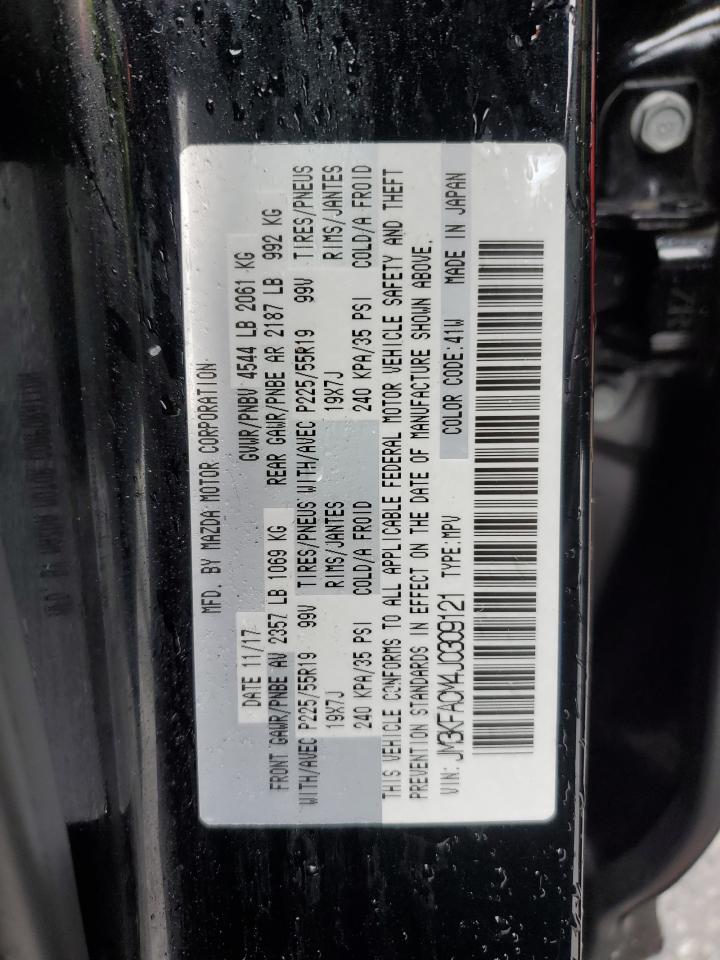 MFD. BY MAZDA MOTOR CORPORATION
DATE 11/17 GVWR/PNBV 4544 LB 2061 KG
FRONT GAWR/PNBE AV 2357 LB 1069 KG REAR GAWR/PNBE AR 2187 LB 992 KG
WITH/AVEC P225/55R19 99V TIRES/PNEUS WITH/AVEC P225/55R19 99V TIRES/PNEUS
19X7J RIMS/JANTES 19X7J RIMS/JANTES
240 KPA/35 PSI COLD/A FROID 240 KPA/35 PSI COLD/A FROID
THIS VEHICLE CONFORMS TO ALL APPLICABLE FEDERAL MOTOR VEHICLE SAFETY AND THEFT
PREVENTION STANDARDS IN EFFECT ON THE DATE OF MANUFACTURE SHOWN ABOVE.
VIN: JM3KFACM4J0309121 TYPE:MPV COLOR CODE:41W MADE IN JAPAN